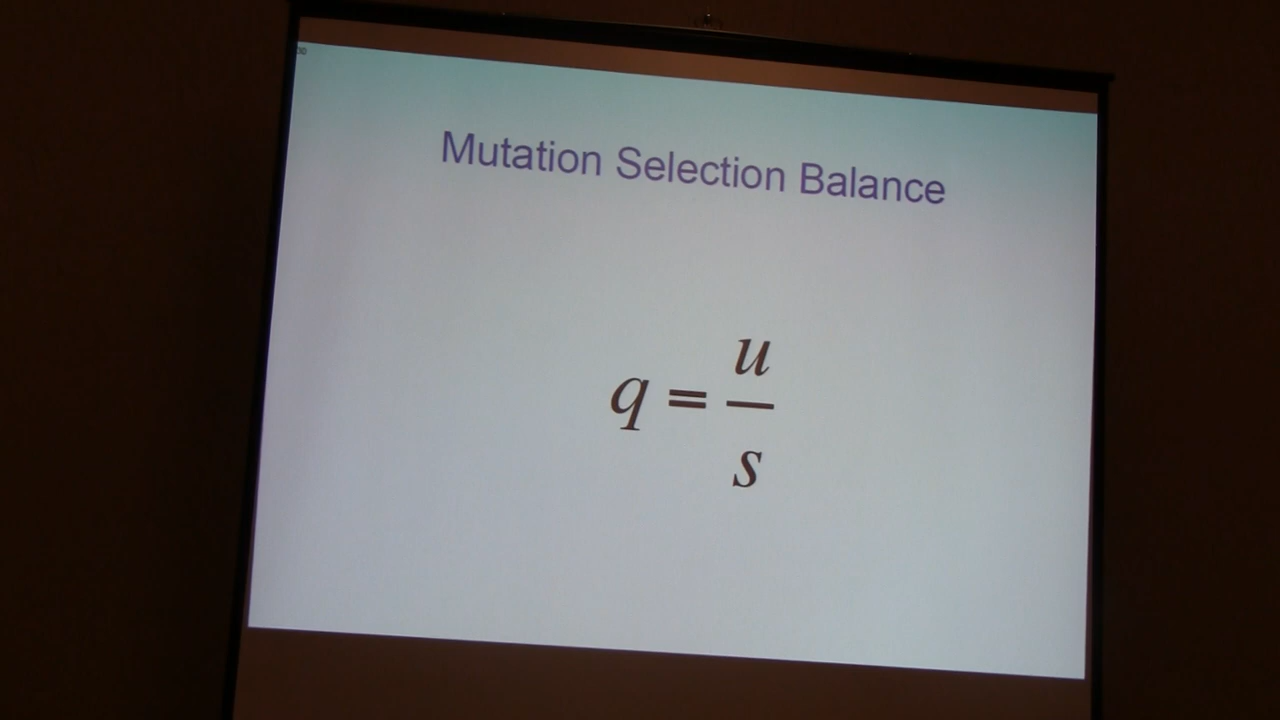 Mutation Selection Balance
q = u/s